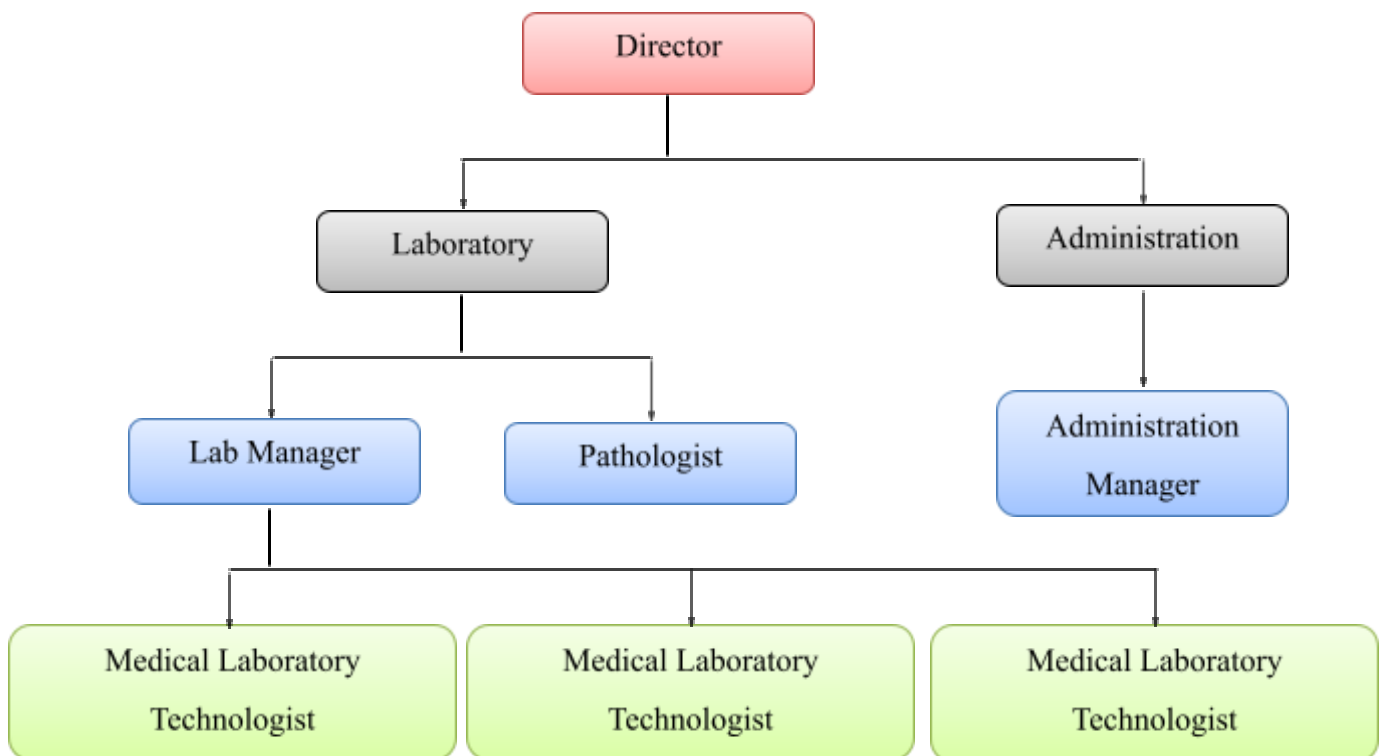 Director
Laboratory
Administration
Lab Manager
Pathologist
Administration
Manager
Medical Laboratory
Technologist
Medical Laboratory
Technologist
Medical Laboratory
Technologist